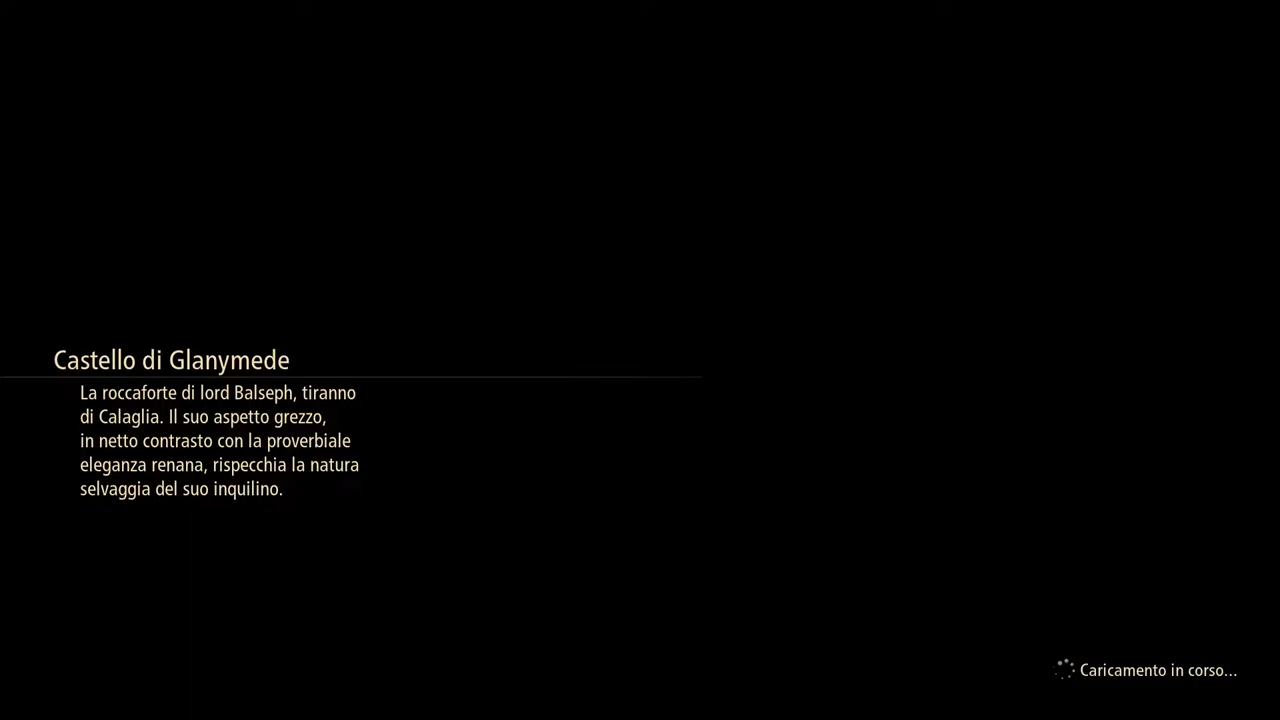 Castello di Glanymede
La roccaforte di lord Balseph, tiranno
di Calaglia. Il suo aspetto grezzo,
in netto contrasto con la proverbiale
eleganza renana, rispecchia la natura
selvaggia del suo inquilino.
Caricamento in corso...